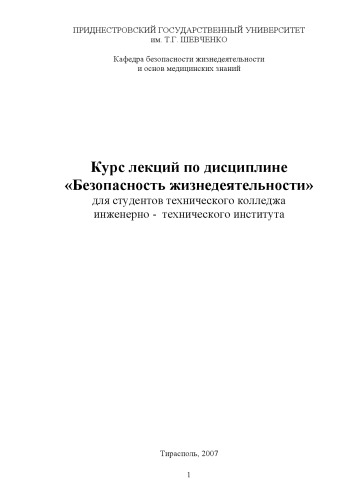 ПРИДНЕСТРОВСКИЙ ГОСУДАРСТВЕННЫЙ УНИВЕРСИТЕТ
им. Т.Г. ШЕВЧЕНКО
Кафедра безопасности жизнедеятельности
и основ медицинских знаний
Курс лекций по дисциплине
«Безопасность жизнедеятельности»
для студентов технического колледжа
инженерно - технического института
Тирасполь, 2007
1